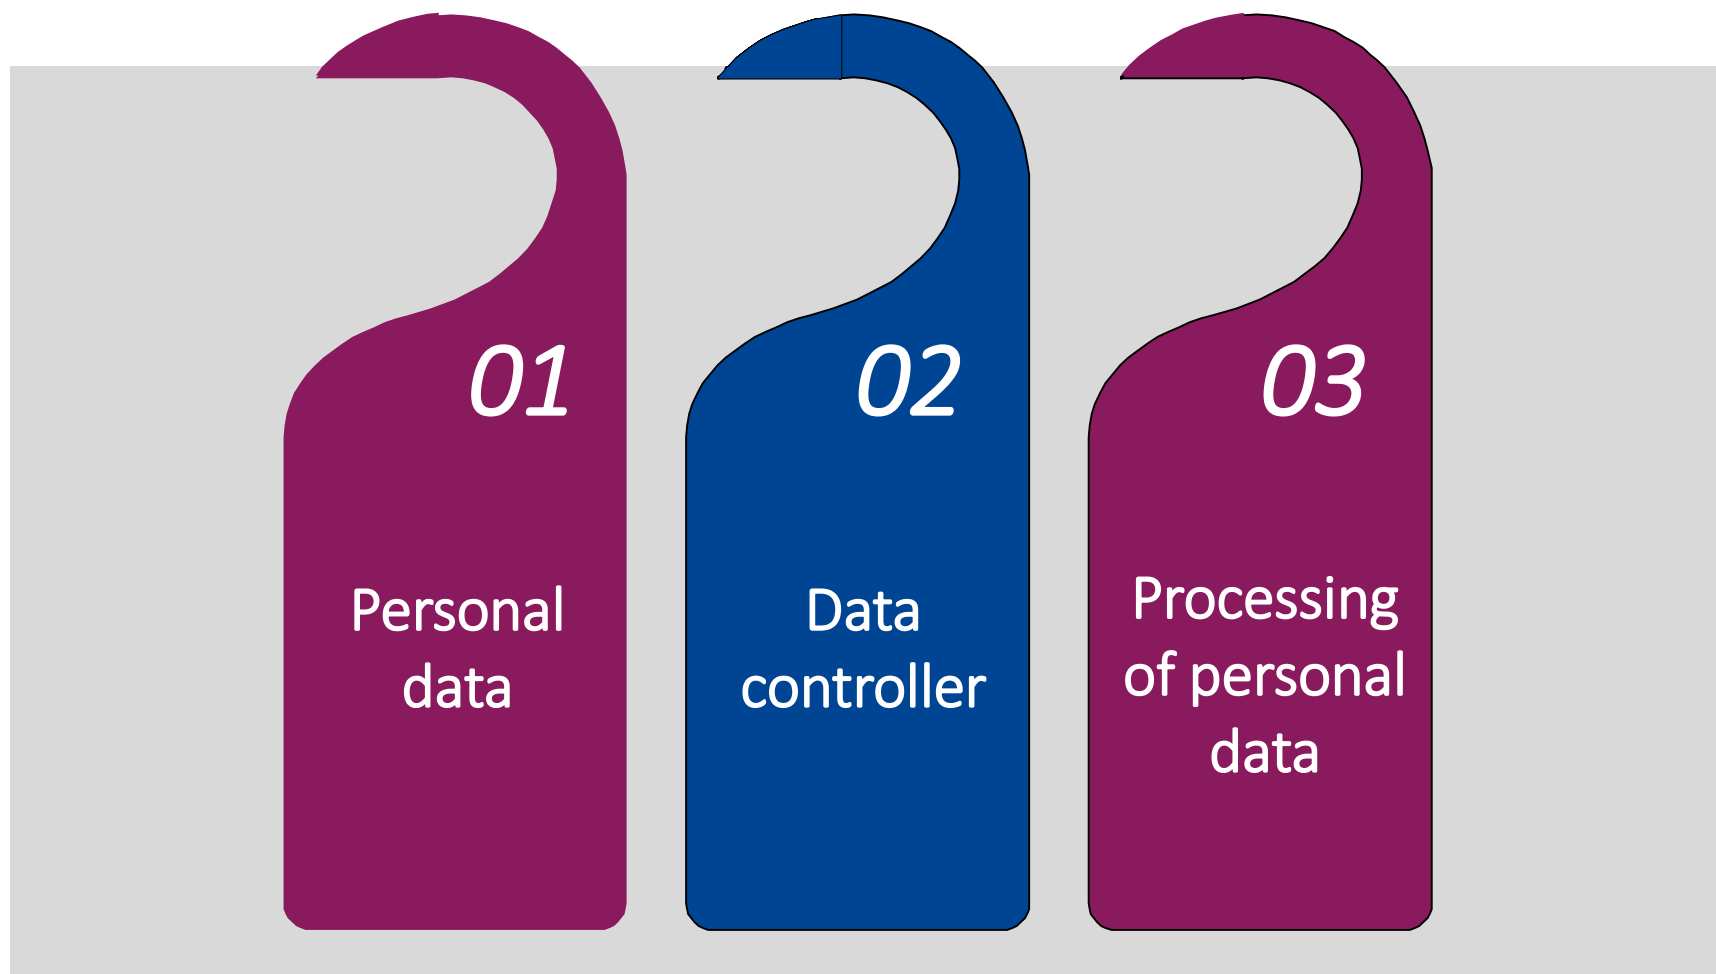 01
Personal
data
02
Data
controller
03
Processing
of personal
data